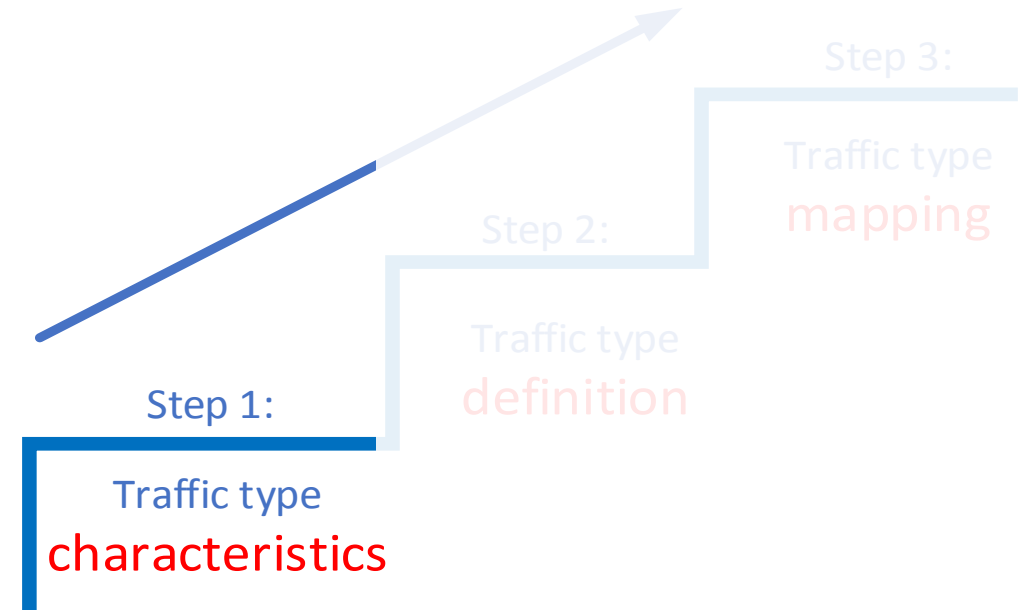 Step 1:
Traffic type
characteristics
Step 2:
Traffic type
definition
Step 3:
Traffic type
mapping